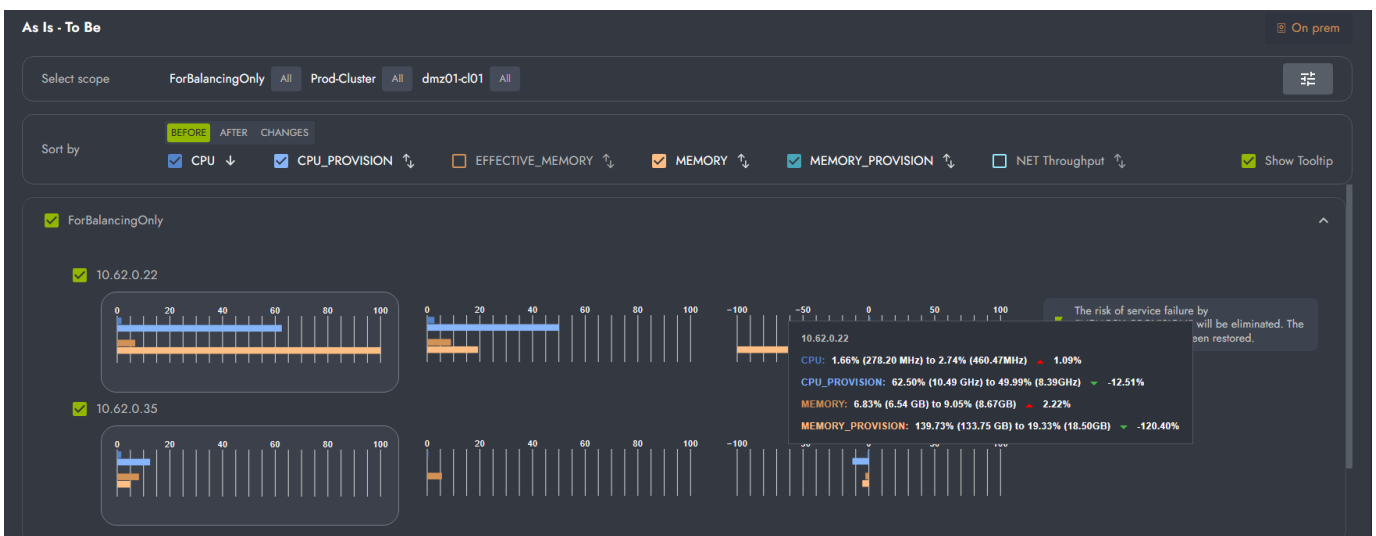 As Is - To Be
On prem
Select scope ForBalancingOnly All Prod-Cluster All dmz01-cl01 All
BEFORE AFTER CHANGES
Sort by
CPU CPU_PROVISION EFFECTIVE_MEMORY MEMORY MEMORY_PROVISION NET Throughput Show Tooltip
ForBalancingOnly
10.62.0.22
0 20 40 60 80 100 0 20 40 60 80 100 -100 -50 0 50 100
The risk of service failure by
will be eliminated. The
been restored.
10.62.0.22
CPU: 1.66% (278.20 MHz) to 2.74% (460.47MHz) 1.09%
CPU_PROVISION: 62.50% (10.49 GHz) to 49.99% (8.39GHz) -12.51%
MEMORY: 6.83% (6.54 GB) to 9.05% (8.67GB) 2.22%
MEMORY_PROVISION: 139.73% (133.75 GB) to 19.33% (18.50GB) -120.40%
10.62.0.35
0 20 40 60 80 100 0 20 40 60 80 100 -100